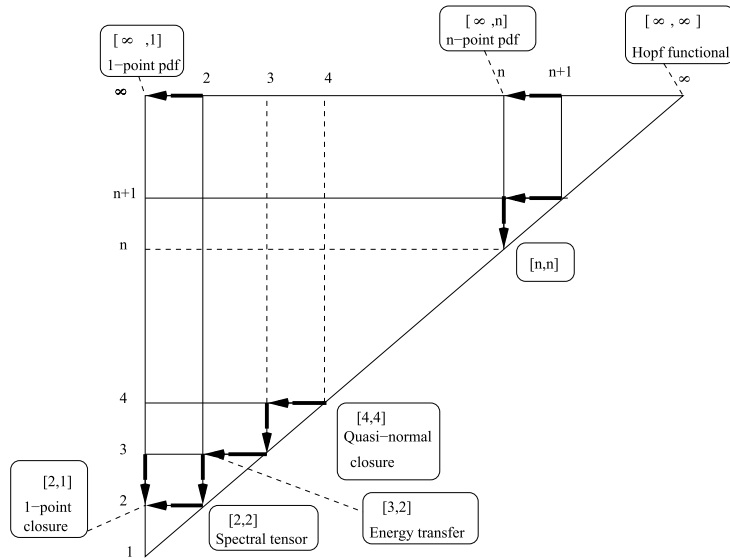 [∞ ,1]
1−point pdf
[∞ ,n]
n−point pdf
[∞ , ∞ ]
Hopf functional
2
3
4
n
n+1
∞
∞
n+1
n
[n,n]
4
[4,4]
Quasi−normal
closure
3
[2,1]
1−point
closure
2
[3,2]
Energy transfer
[2,2]
Spectral tensor
1